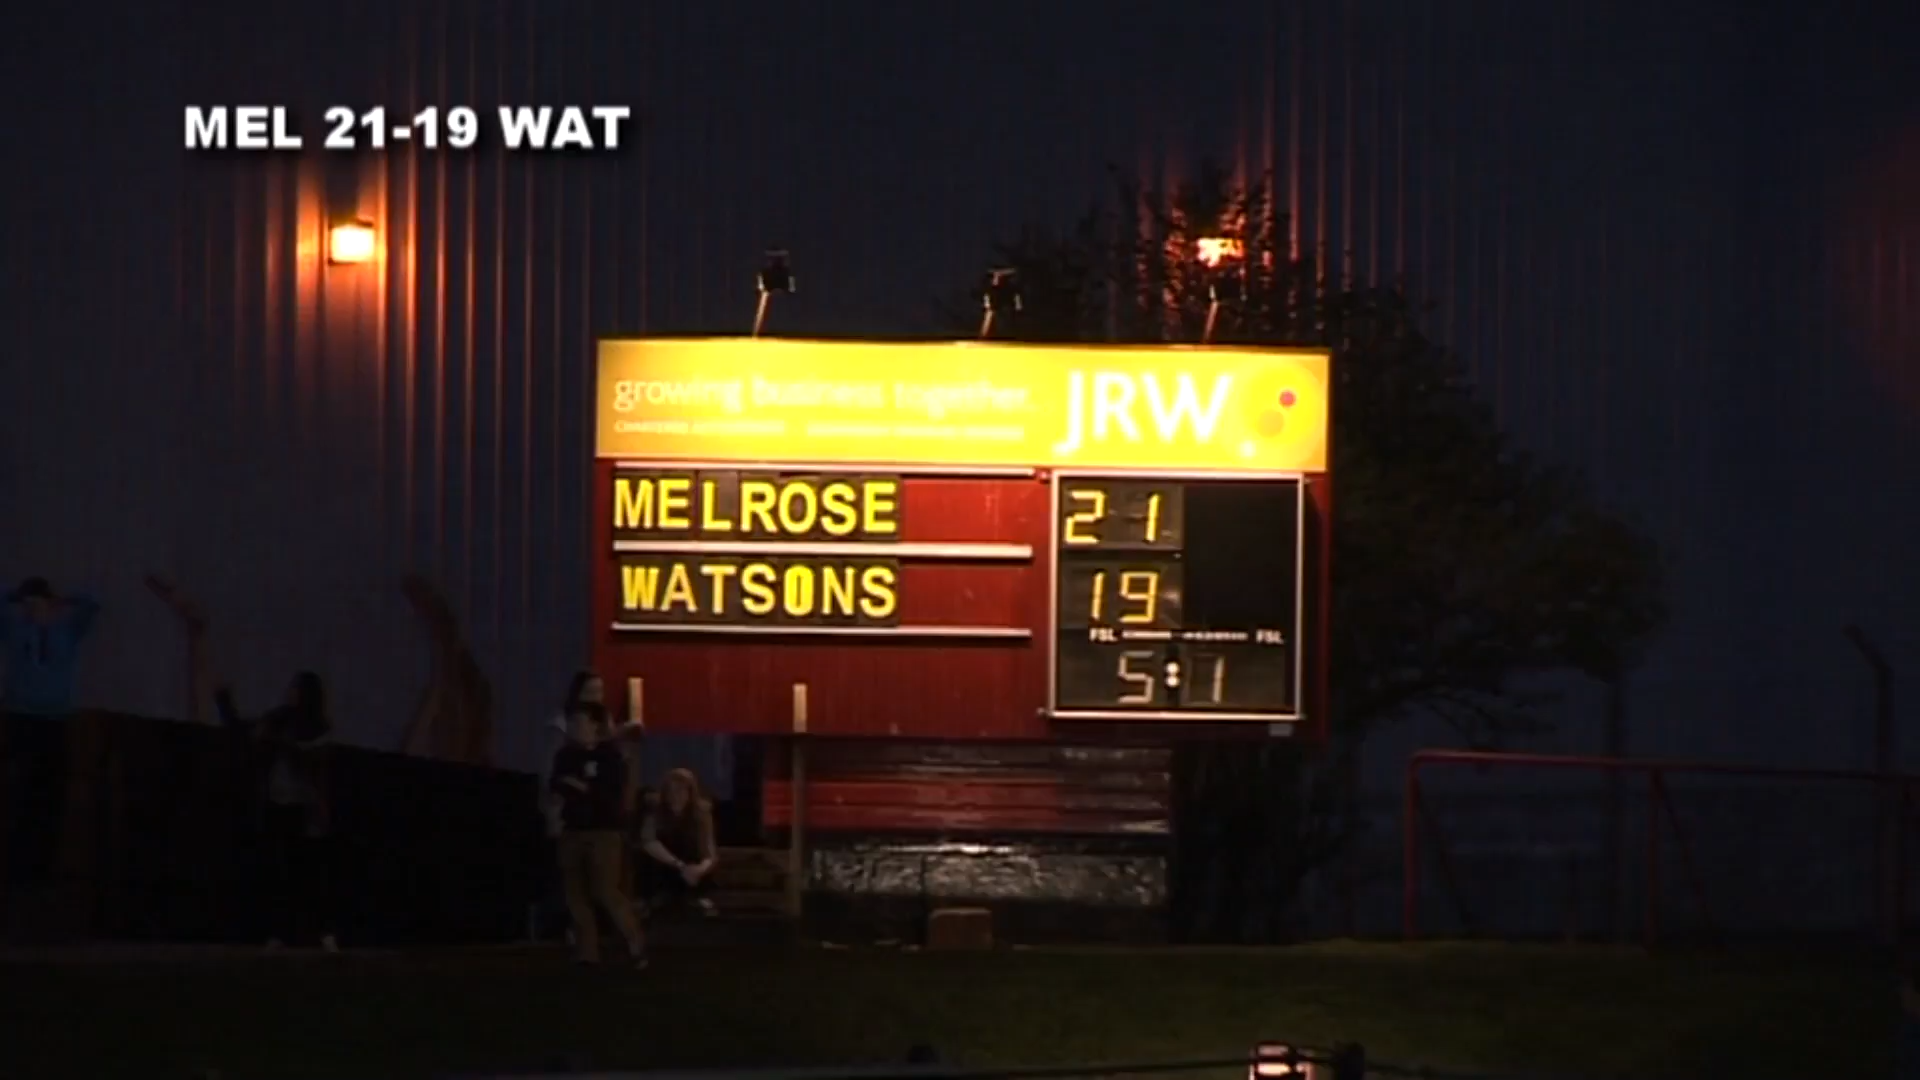 MEL 21-19 WAT
growing business together.
JRW
MELROSE 21
WATSONS 19
FSL FSL
5:1